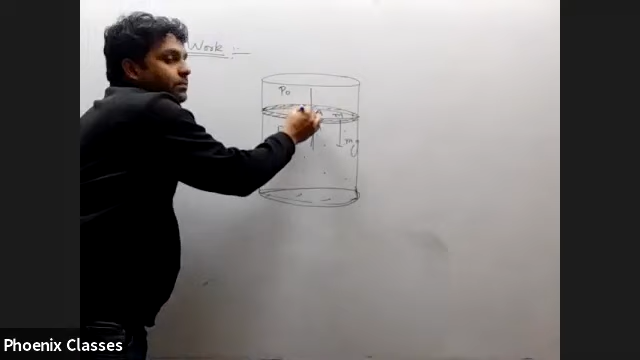 Work :-
P₀
m
mg
Phoenix Classes